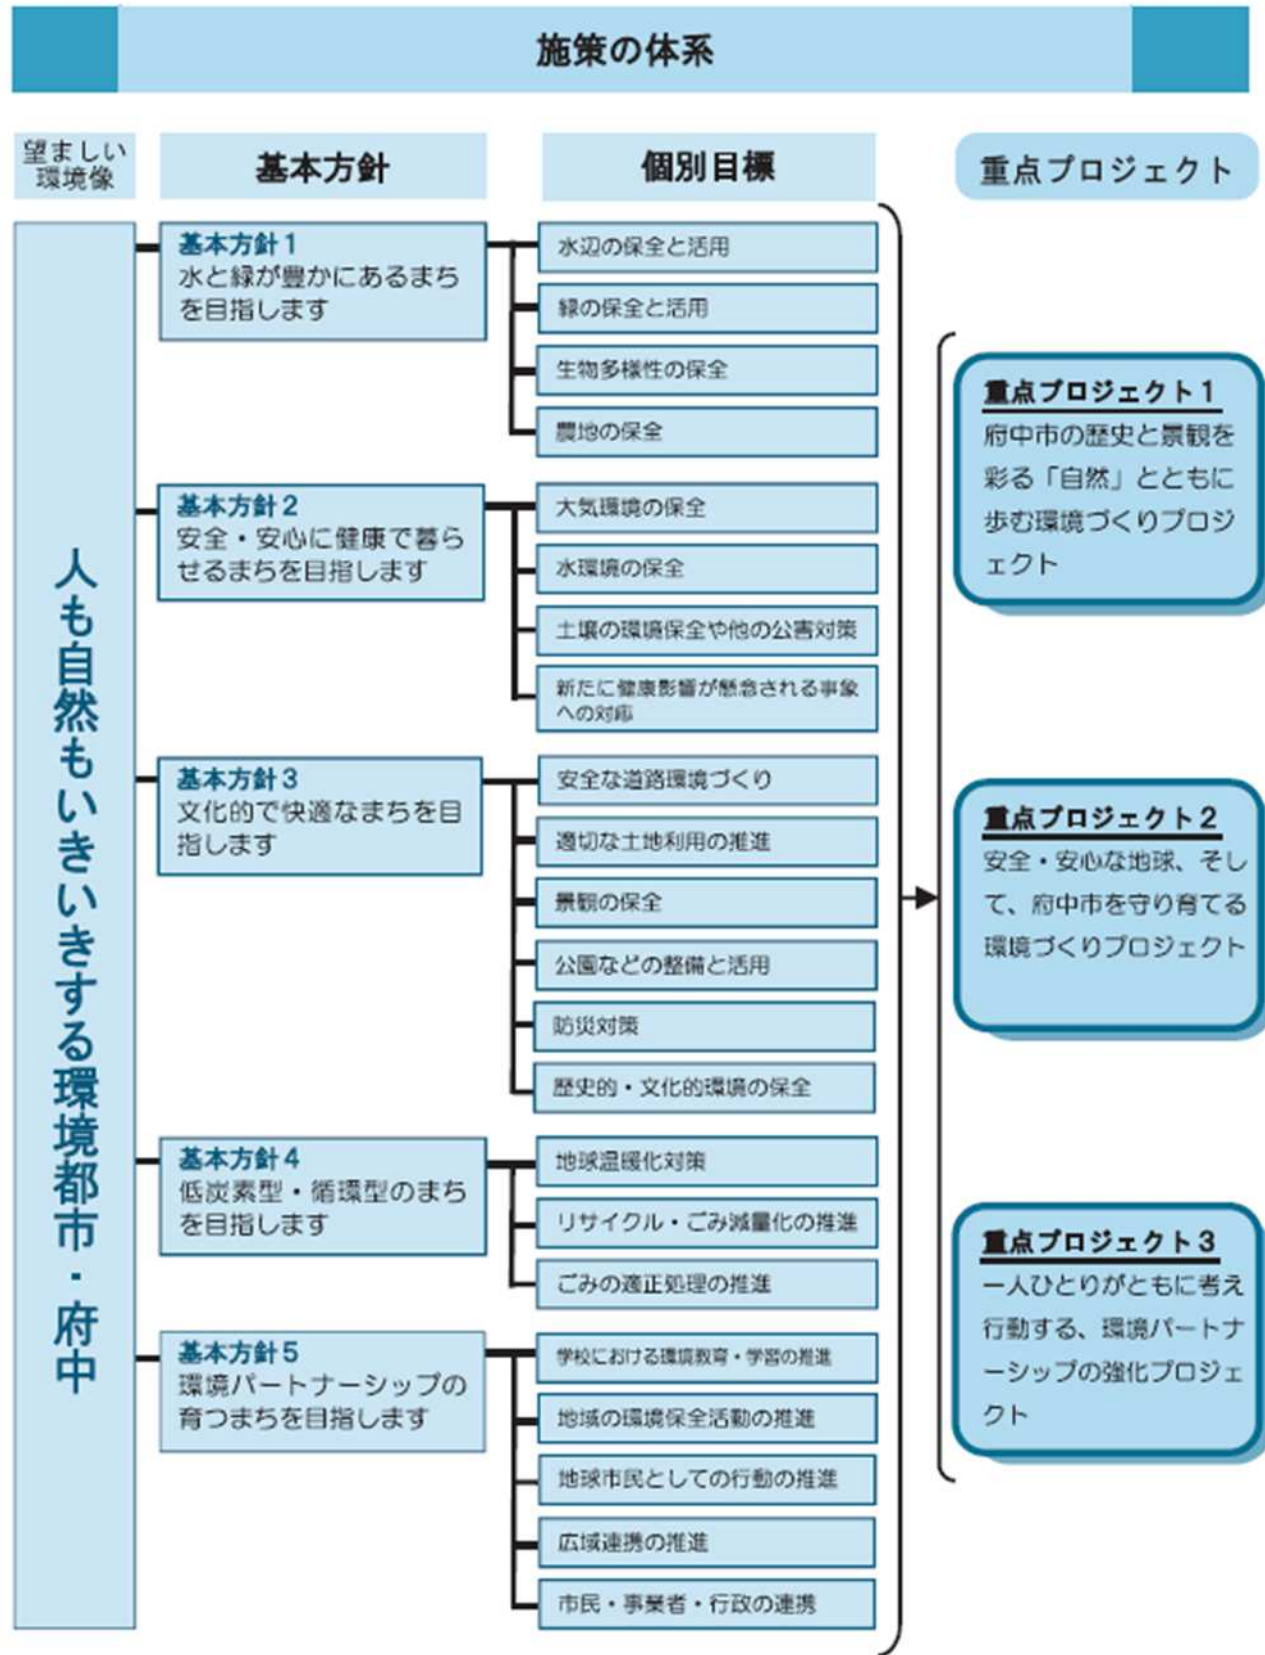 施策の体系
望ましい
環境像
基本方針
個別目標
重点プロジェクト
人も自然もいきいきする環境都市・府中
基本方針1
水と緑が豊かにあるまち
を目指します
水辺の保全と活用
緑の保全と活用
生物多様性の保全
農地の保全
基本方針2
安全・安心に健康で暮ら
せるまちを目指します
大気環境の保全
水環境の保全
土壌の環境保全や他の公害対策
新たに健康影響が懸念される事象
への対応
基本方針3
文化的で快適なまちを目
指します
安全な道路環境づくり
適切な土地利用の推進
景観の保全
公園などの整備と活用
防災対策
歴史的・文化的環境の保全
基本方針4
低炭素型・循環型のまち
を目指します
地球温暖化対策
リサイクル・ごみ減量化の推進
ごみの適正処理の推進
基本方針5
環境パートナーシップの
育つまちを目指します
学校における環境教育・学習の推進
地域の環境保全活動の推進
地球市民としての行動の推進
広域連携の推進
市民・事業者・行政の連携
重点プロジェクト1
府中市の歴史と景観を
彩る「自然」とともに
歩む環境づくりプロジ
ェクト
重点プロジェクト2
安全・安心な地球、そし
て、府中市を守り育てる
環境づくりプロジェクト
重点プロジェクト3
一人ひとりがともに考え
行動する、環境パートナ
ーシップの強化プロジェ
クト